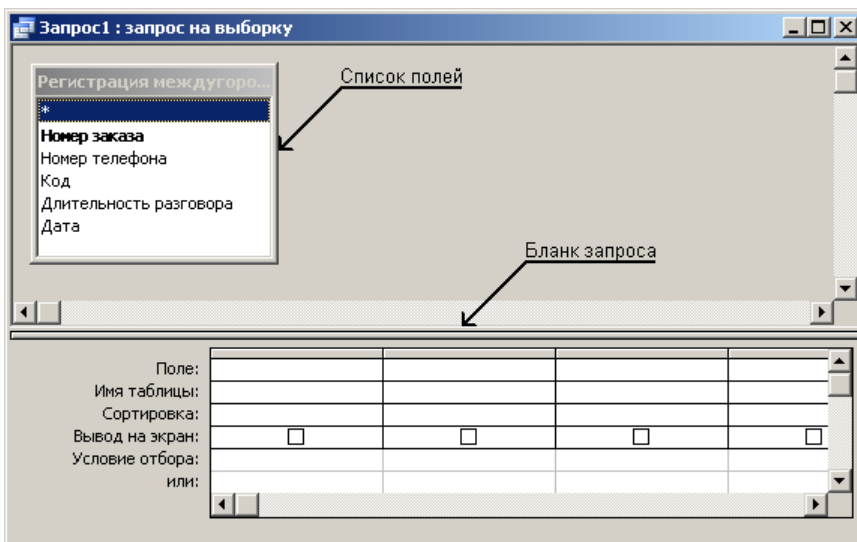 Запрос1 : запрос на выборку
Регистрация междугоро...
Список полей
*
Номер заказа
Номер телефона
Код
Длительность разговора
Дата
Бланк запроса
Поле:
Имя таблицы:
Сортировка:
Вывод на экран:
Условие отбора:
или: